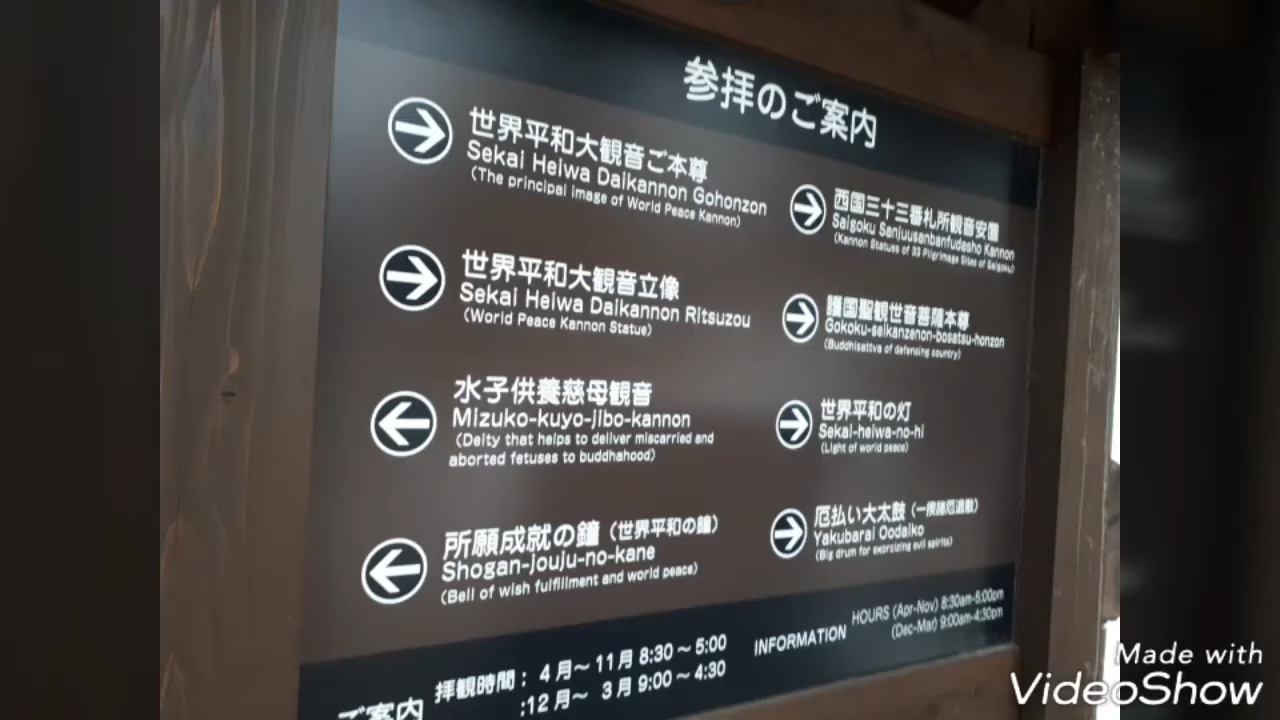 参拝のご案内
世界平和大観音ご本尊
Sekai Heiwa Daikannon Gohonzon
(The principal image of World Peace Kannon)
世界平和大観音立像
Sekai Heiwa Daikannon Ritsuzou
(World Peace Kannon Statue)
水子供養慈母観音
Mizuko-kuyo-jibo-kannon
(Deity that helps to deliver miscarried and
aborted fetuses to buddhahood)
所願成就の鐘(世界平和の鐘)
Shogan-jouju-no-kane
(Bell of wish fulfillment and world peace)
西国三十三番札所観音安置
Saigoku Sanjuusanbanfudasho Kannon
(Kannon Statues of 33 Pilgrimage Sites of Saigoku)
護国聖観世音菩薩本尊
Gokoku-seikanzenon-bosatsu-honzon
(Buddhisattva of defencing country)
世界平和の灯
Sekai-heiwa-no-hi
(Light of world peace)
厄払い大太鼓
Yakubarai Oodaiko
(Big drum for exorcizing evil spirits)
ご案内
拝観時間: 4月~11月 8:30~5:00
:12月~ 3月 9:00~4:30
INFORMATION
HOURS (Apr-Nov) 8:30am-5:00pm
(Dec-Mar) 9:00am-4:30pm
Made with
VideoShow